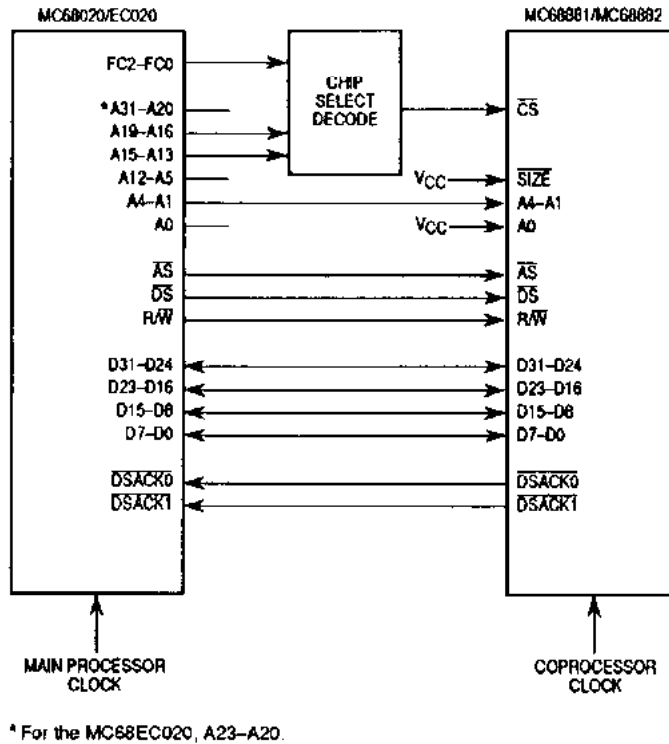 MC68020/EC020
MC68881/MC68882
FC2–FC0
CHIP
SELECT
DECODE
*A31–A20
CS
A19–A16
A15–A13
A12–A5
VCC
SIZE
A4–A1
A4–A1
A0
VCC
A0
AS
AS
DS
DS
R/W
R/W
D31–D24
D31–D24
D23–D16
D23–D16
D15–D8
D15–D8
D7–D0
D7–D0
DSACK0
DSACK0
DSACK1
DSACK1
MAIN PROCESSOR
CLOCK
COPROCESSOR
CLOCK
* For the MC68EC020, A23–A20.